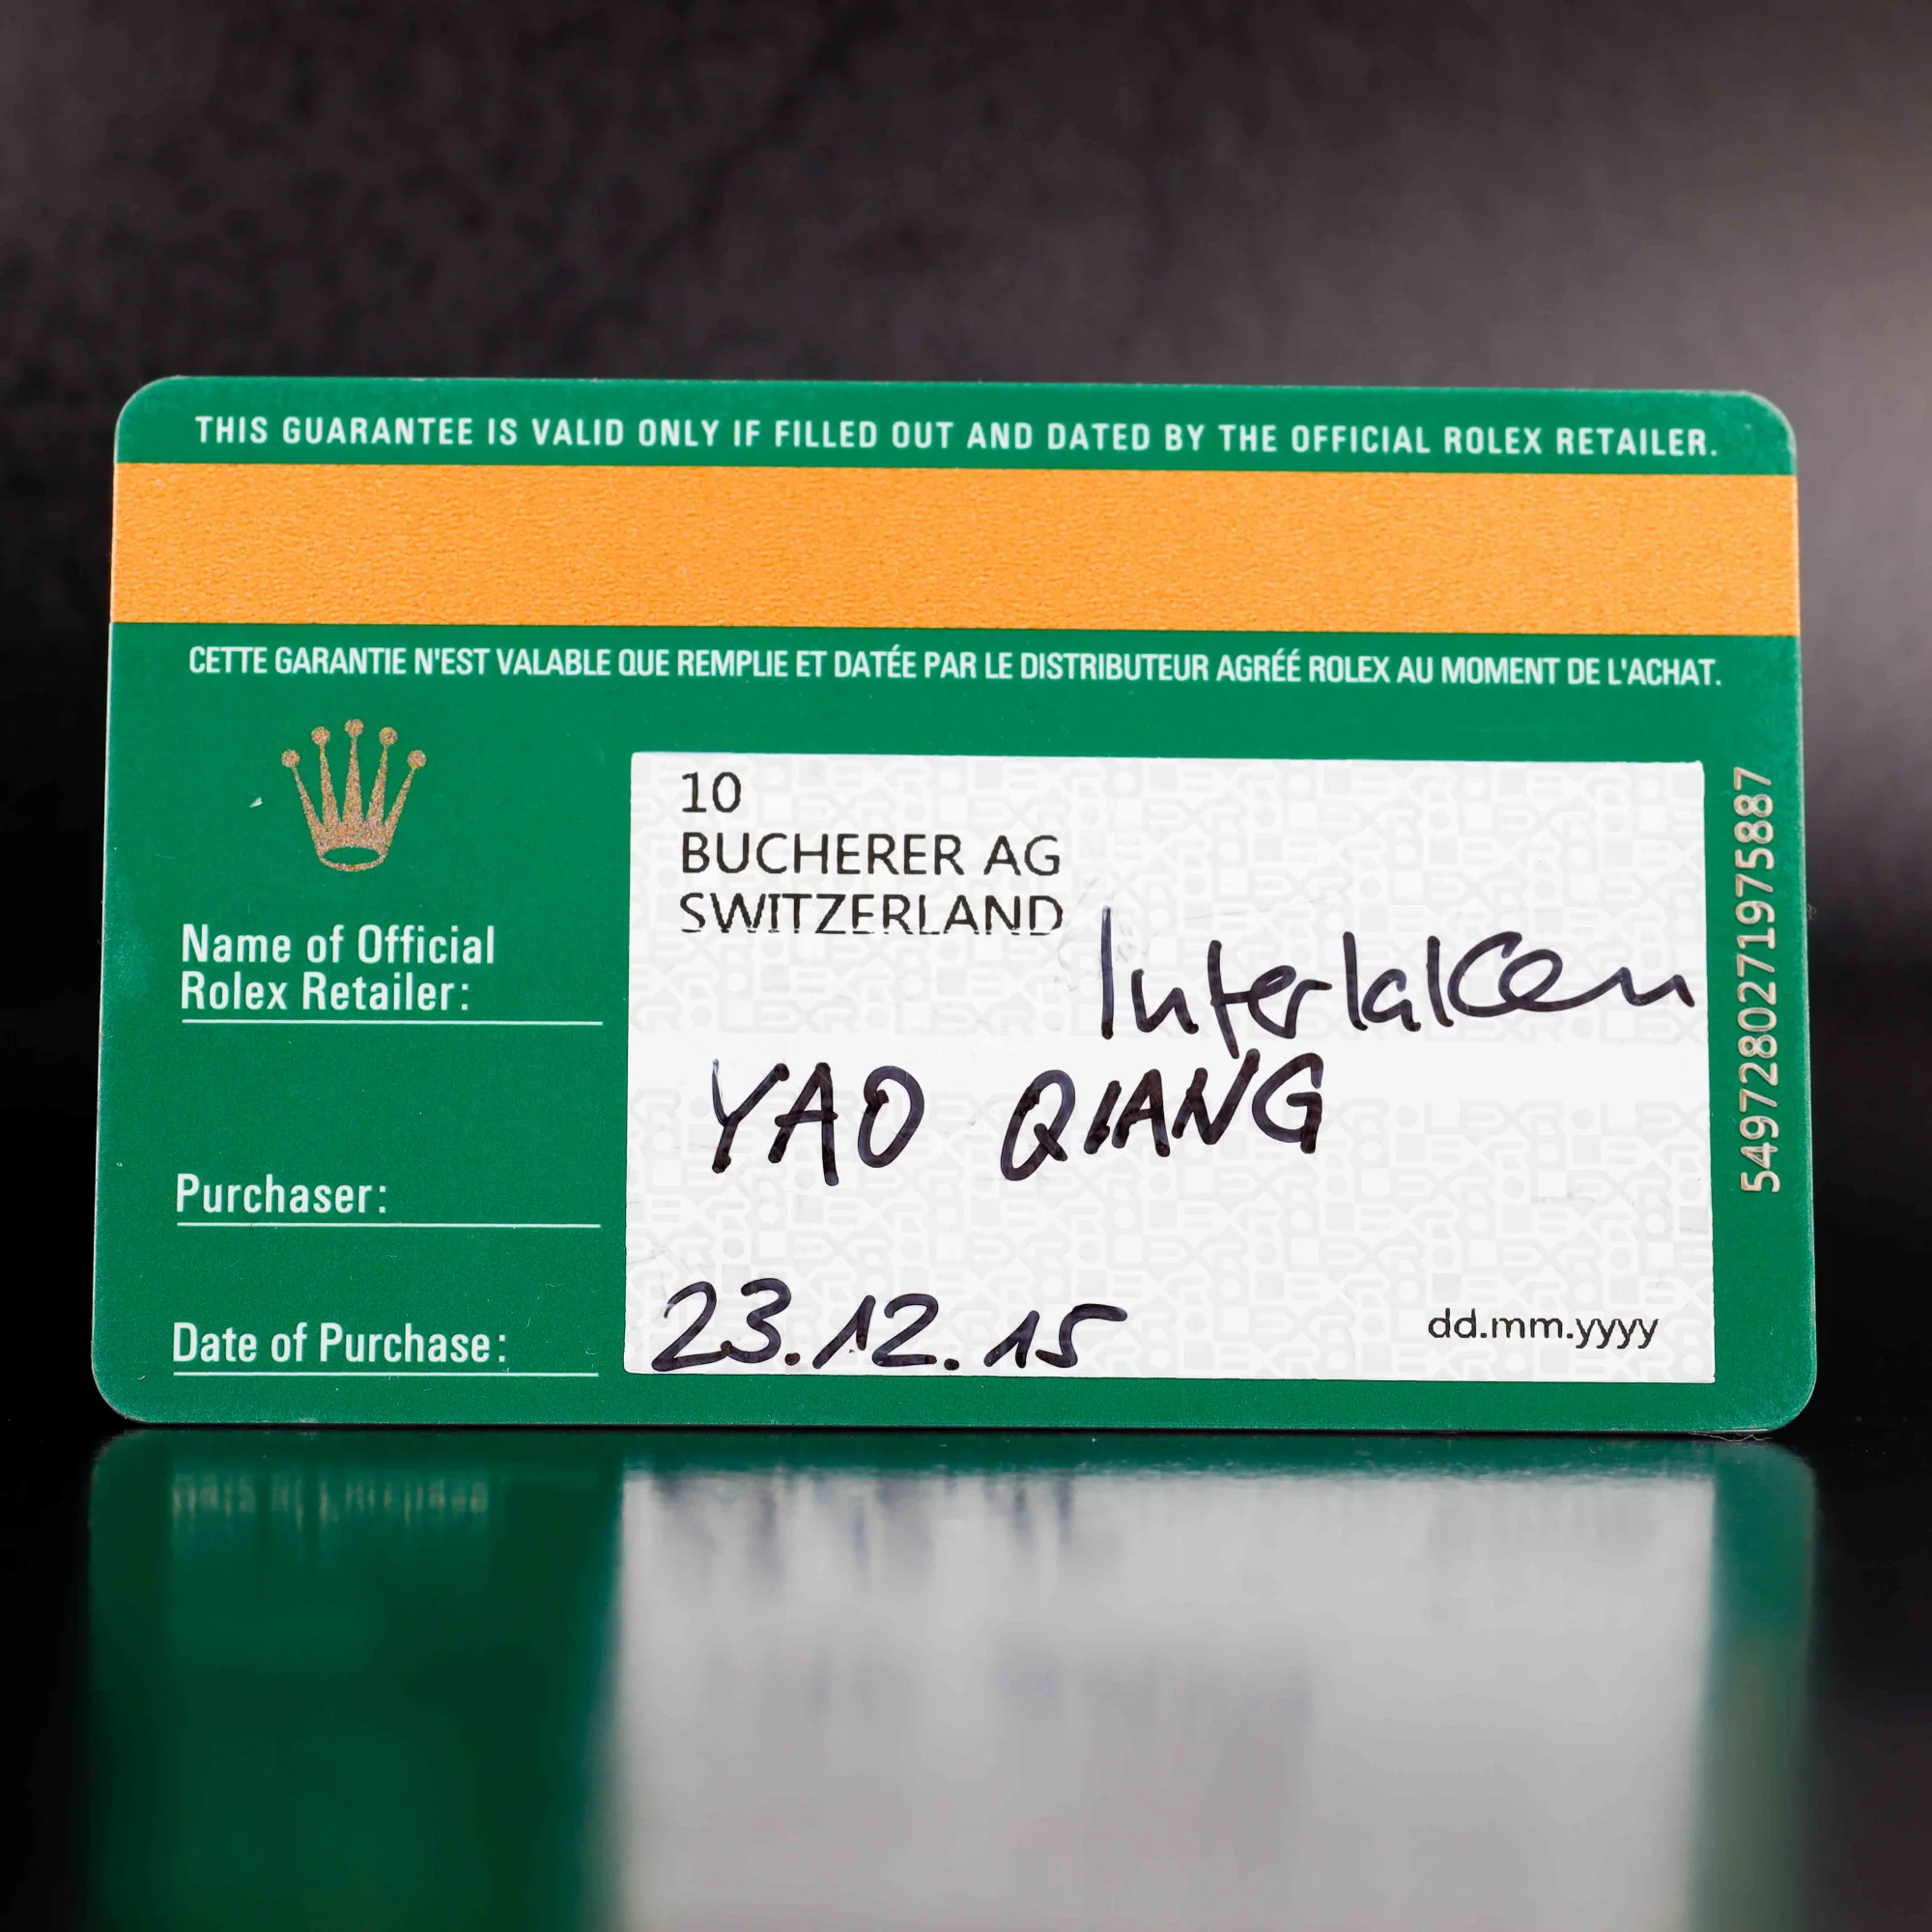 THIS GUARANTEE IS VALID ONLY IF FILLED OUT AND DATED BY THE OFFICIAL ROLEX RETAILER.
CETTE GARANTIE N'EST VALABLE QUE REMPLIE ET DATÉE PAR LE DISTRIBUTEUR AGRÉÉ ROLEX AU MOMENT DE L'ACHAT.
10
BUCHERER AG
SWITZERLAND
Name of Official
Rolex Retailer:
Interlaken
Purchaser:
YAO QIANG
Date of Purchase:
23.12.15
dd.mm.yyyy
5497280271975887